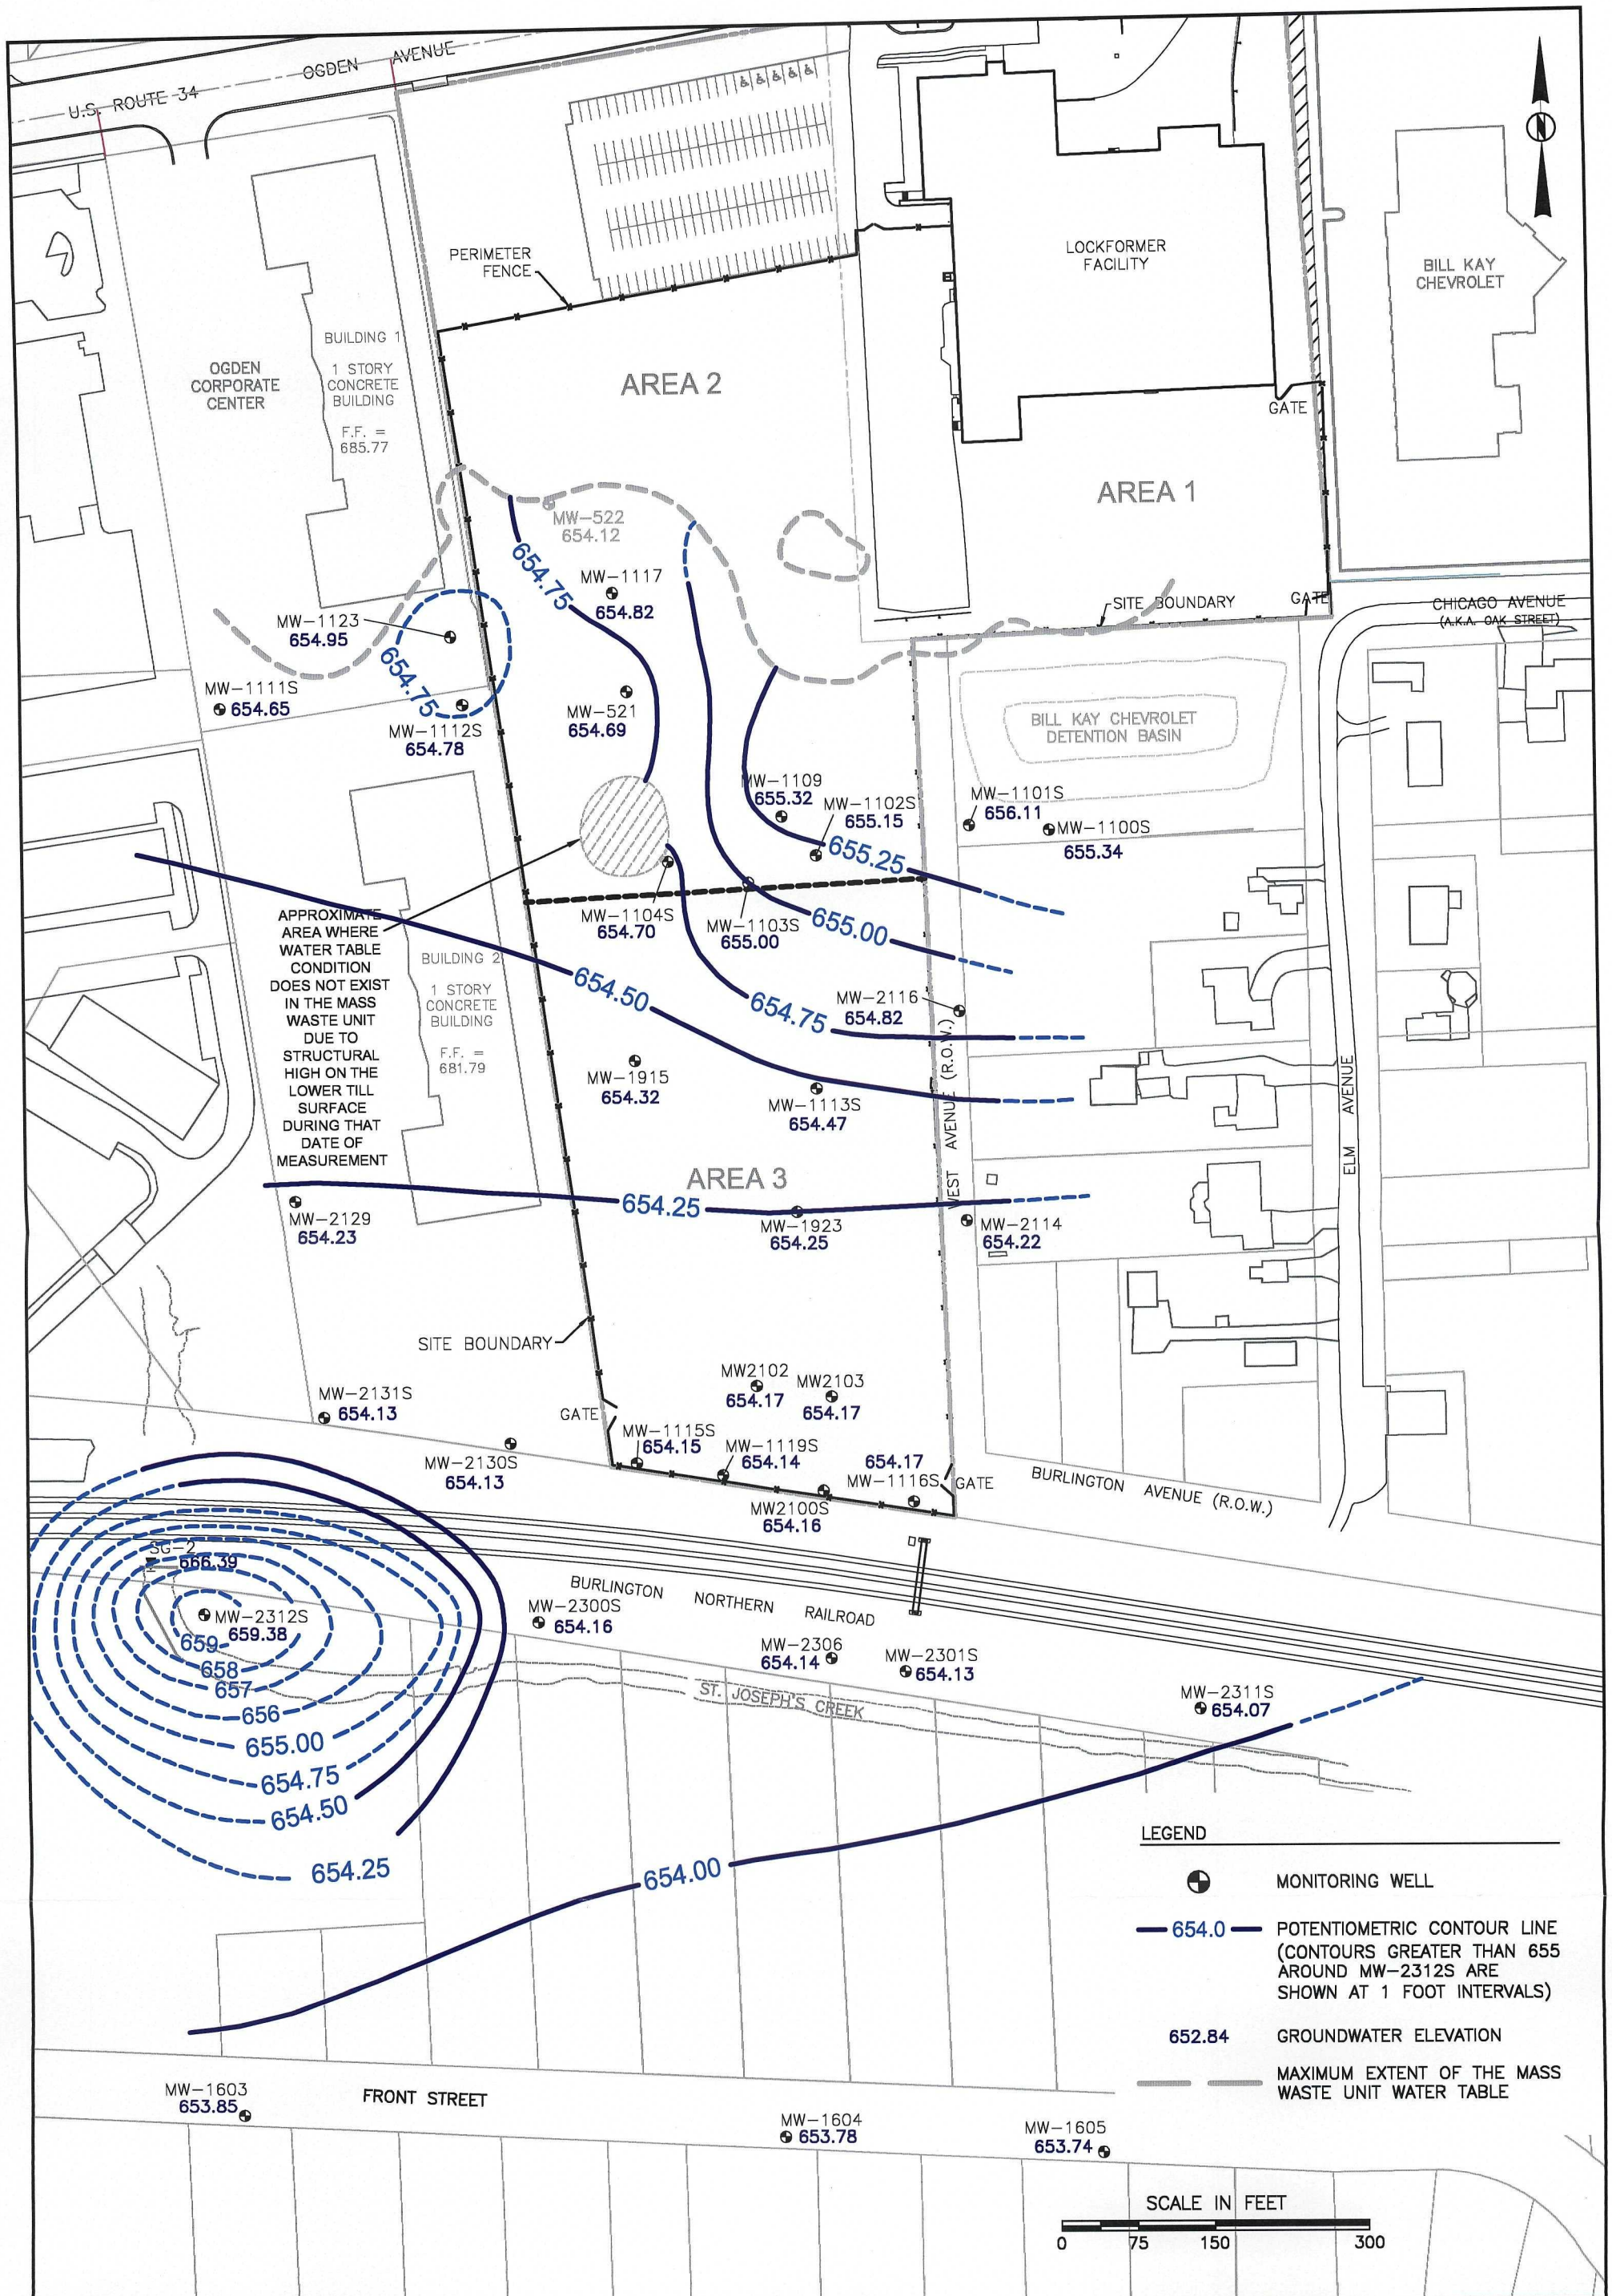 OGDEN AVENUE
U.S. ROUTE 34
N
PERIMETER
FENCE
LOCKFORMER
FACILITY
BILL KAY
CHEVROLET
BUILDING 1
1 STORY
CONCRETE
BUILDING
F.F. =
685.77
OGDEN
CORPORATE
CENTER
AREA 2
GATE
AREA 1
MW-522
654.12
654.75
MW-1117
654.82
MW-1123
654.95
SITE BOUNDARY
GATE
CHICAGO AVENUE
(A.K.A. OAK STREET)
654.75
MW-1111S
654.65
MW-1112S
654.78
MW-521
654.69
BILL KAY CHEVROLET
DETENTION BASIN
MW-1109
655.32
MW-1102S
655.15
MW-1101S
656.11
MW-1100S
655.34
655.25
MW-1104S
654.70
MW-1103S
655.00
655.00
APPROXIMATE
AREA WHERE
WATER TABLE
CONDITION
DOES NOT EXIST
IN THE MASS
WASTE UNIT
DUE TO
STRUCTURAL
HIGH ON THE
LOWER TILL
SURFACE
DURING THAT
DATE OF
MEASUREMENT
BUILDING 2
1 STORY
CONCRETE
BUILDING
F.F. =
681.79
654.50
654.75
MW-2116
654.82
MW-1915
654.32
MW-1113S
654.47
WEST AVENUE (R.O.W.)
ELM AVENUE
AREA 3
654.25
MW-2129
654.23
MW-1923
654.25
MW-2114
654.22
SITE BOUNDARY
MW2102
654.17
MW2103
654.17
MW-2131S
654.13
GATE
MW-1115S
654.15
MW-1119S
654.14
654.17
MW-1116S
GATE
MW-2130S
654.13
MW2100S
654.16
BURLINGTON AVENUE (R.O.W.)
SG-2
666.39
BURLINGTON NORTHERN RAILROAD
MW-2312S
659.38
MW-2300S
654.16
MW-2306
654.14
MW-2301S
654.13
659
658
657
656
655.00
654.75
654.50
654.25
ST. JOSEPH'S CREEK
MW-2311S
654.07
654.00
LEGEND
MONITORING WELL
654.0
POTENTIOMETRIC CONTOUR LINE
(CONTOURS GREATER THAN 655
AROUND MW-2312S ARE
SHOWN AT 1 FOOT INTERVALS)
652.84
GROUNDWATER ELEVATION
MAXIMUM EXTENT OF THE MASS
WASTE UNIT WATER TABLE
MW-1603
653.85
FRONT STREET
MW-1604
653.78
MW-1605
653.74
SCALE IN FEET
0 75 150 300